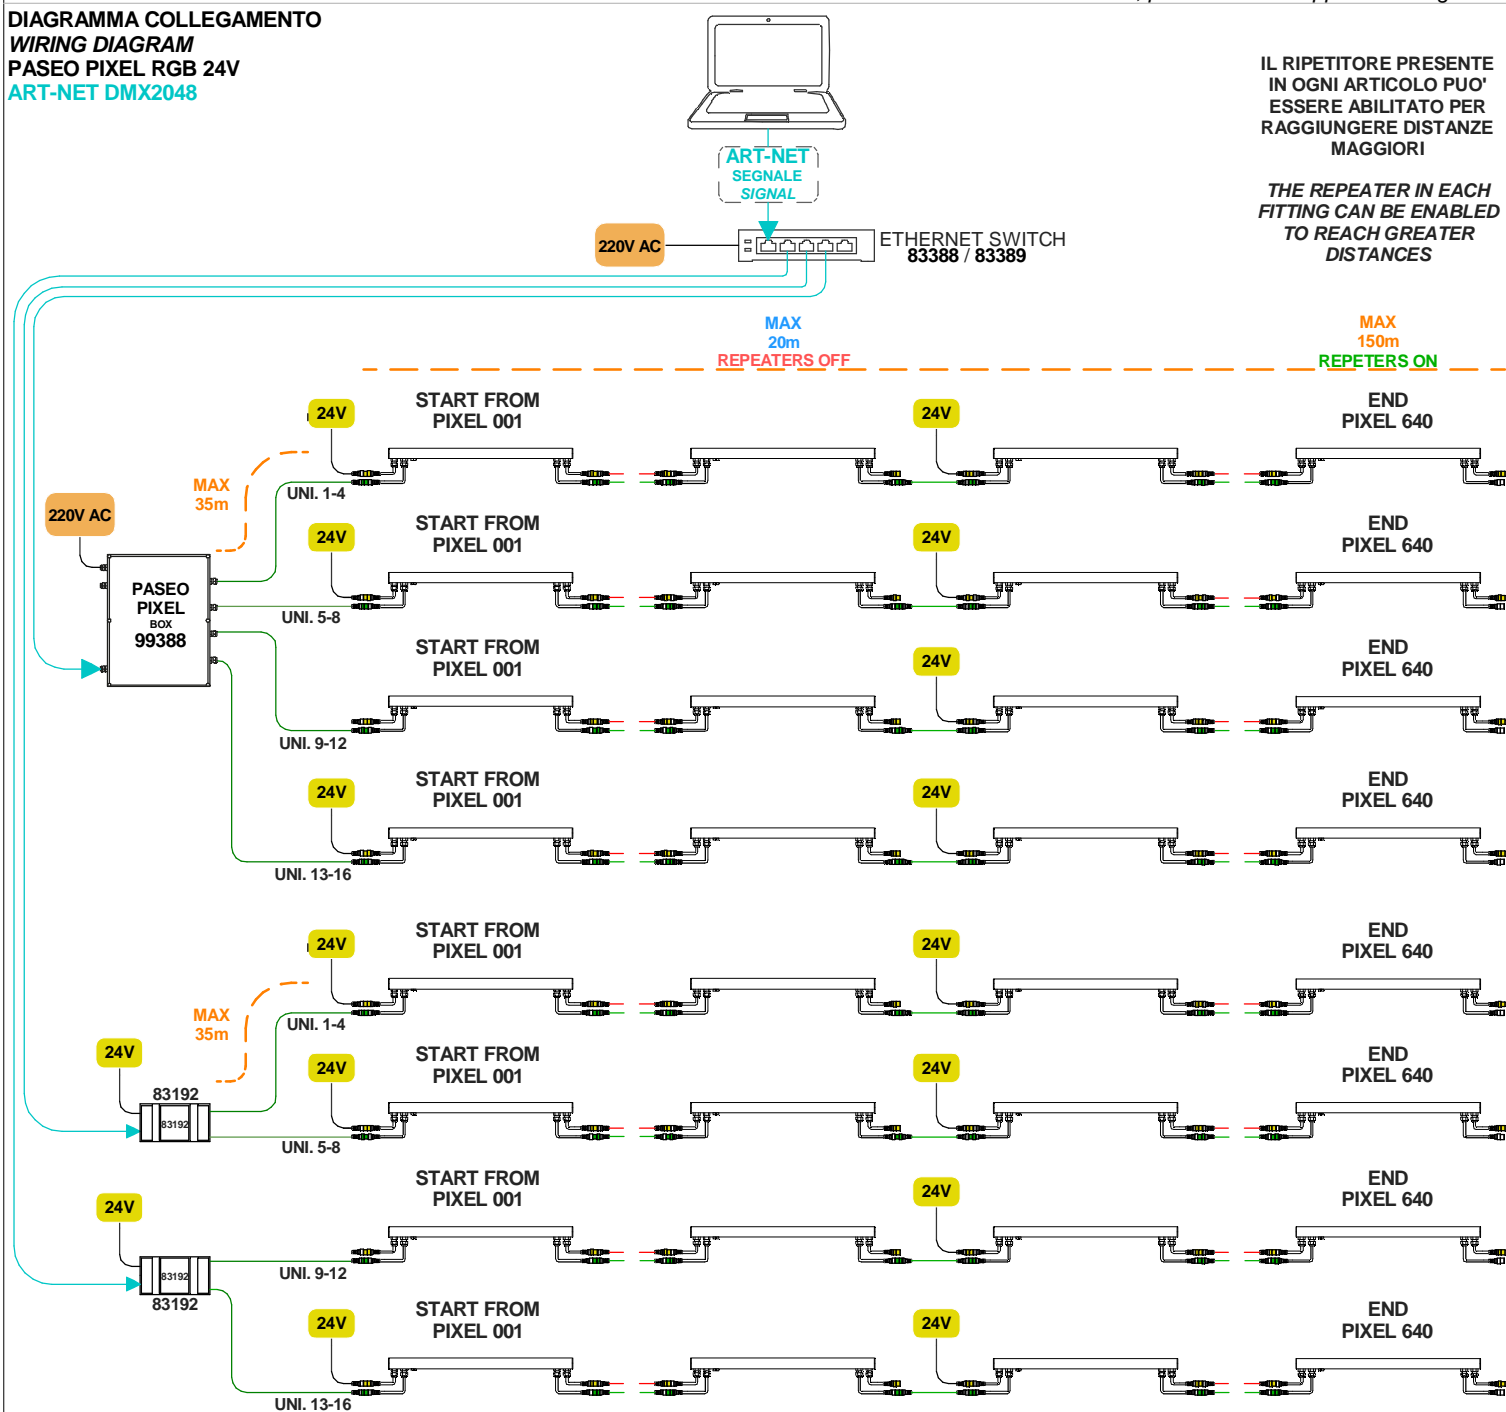 DIAGRAMMA COLLEGAMENTO
WIRING DIAGRAM
PASEO PIXEL RGB 24V
ART-NET DMX2048
IL RIPETITORE PRESENTE
IN OGNI ARTICOLO PUO'
ESSERE ABILITATO PER
RAGGIUNGERE DISTANZE
MAGGIORI
THE REPEATER IN EACH
FITTING CAN BE ENABLED
TO REACH GREATER
DISTANCES
ART-NET
SEGNALE
SIGNAL
220V AC
ETHERNET SWITCH
83388 / 83389
MAX
20m
REPEATERS OFF
MAX
150m
REPETERS ON
24V
START FROM
PIXEL 001
24V
END
PIXEL 640
MAX
35m
UNI. 1-4
220V AC
24V
START FROM
PIXEL 001
24V
END
PIXEL 640
UNI. 5-8
PASEO
PIXEL
BOX
99388
START FROM
PIXEL 001
24V
END
PIXEL 640
UNI. 9-12
24V
START FROM
PIXEL 001
24V
END
PIXEL 640
UNI. 13-16
24V
START FROM
PIXEL 001
24V
END
PIXEL 640
MAX
35m
UNI. 1-4
24V
83192
83192
24V
START FROM
PIXEL 001
24V
END
PIXEL 640
UNI. 5-8
24V
START FROM
PIXEL 001
24V
END
PIXEL 640
UNI. 9-12
83192
83192
24V
START FROM
PIXEL 001
24V
END
PIXEL 640
UNI. 13-16